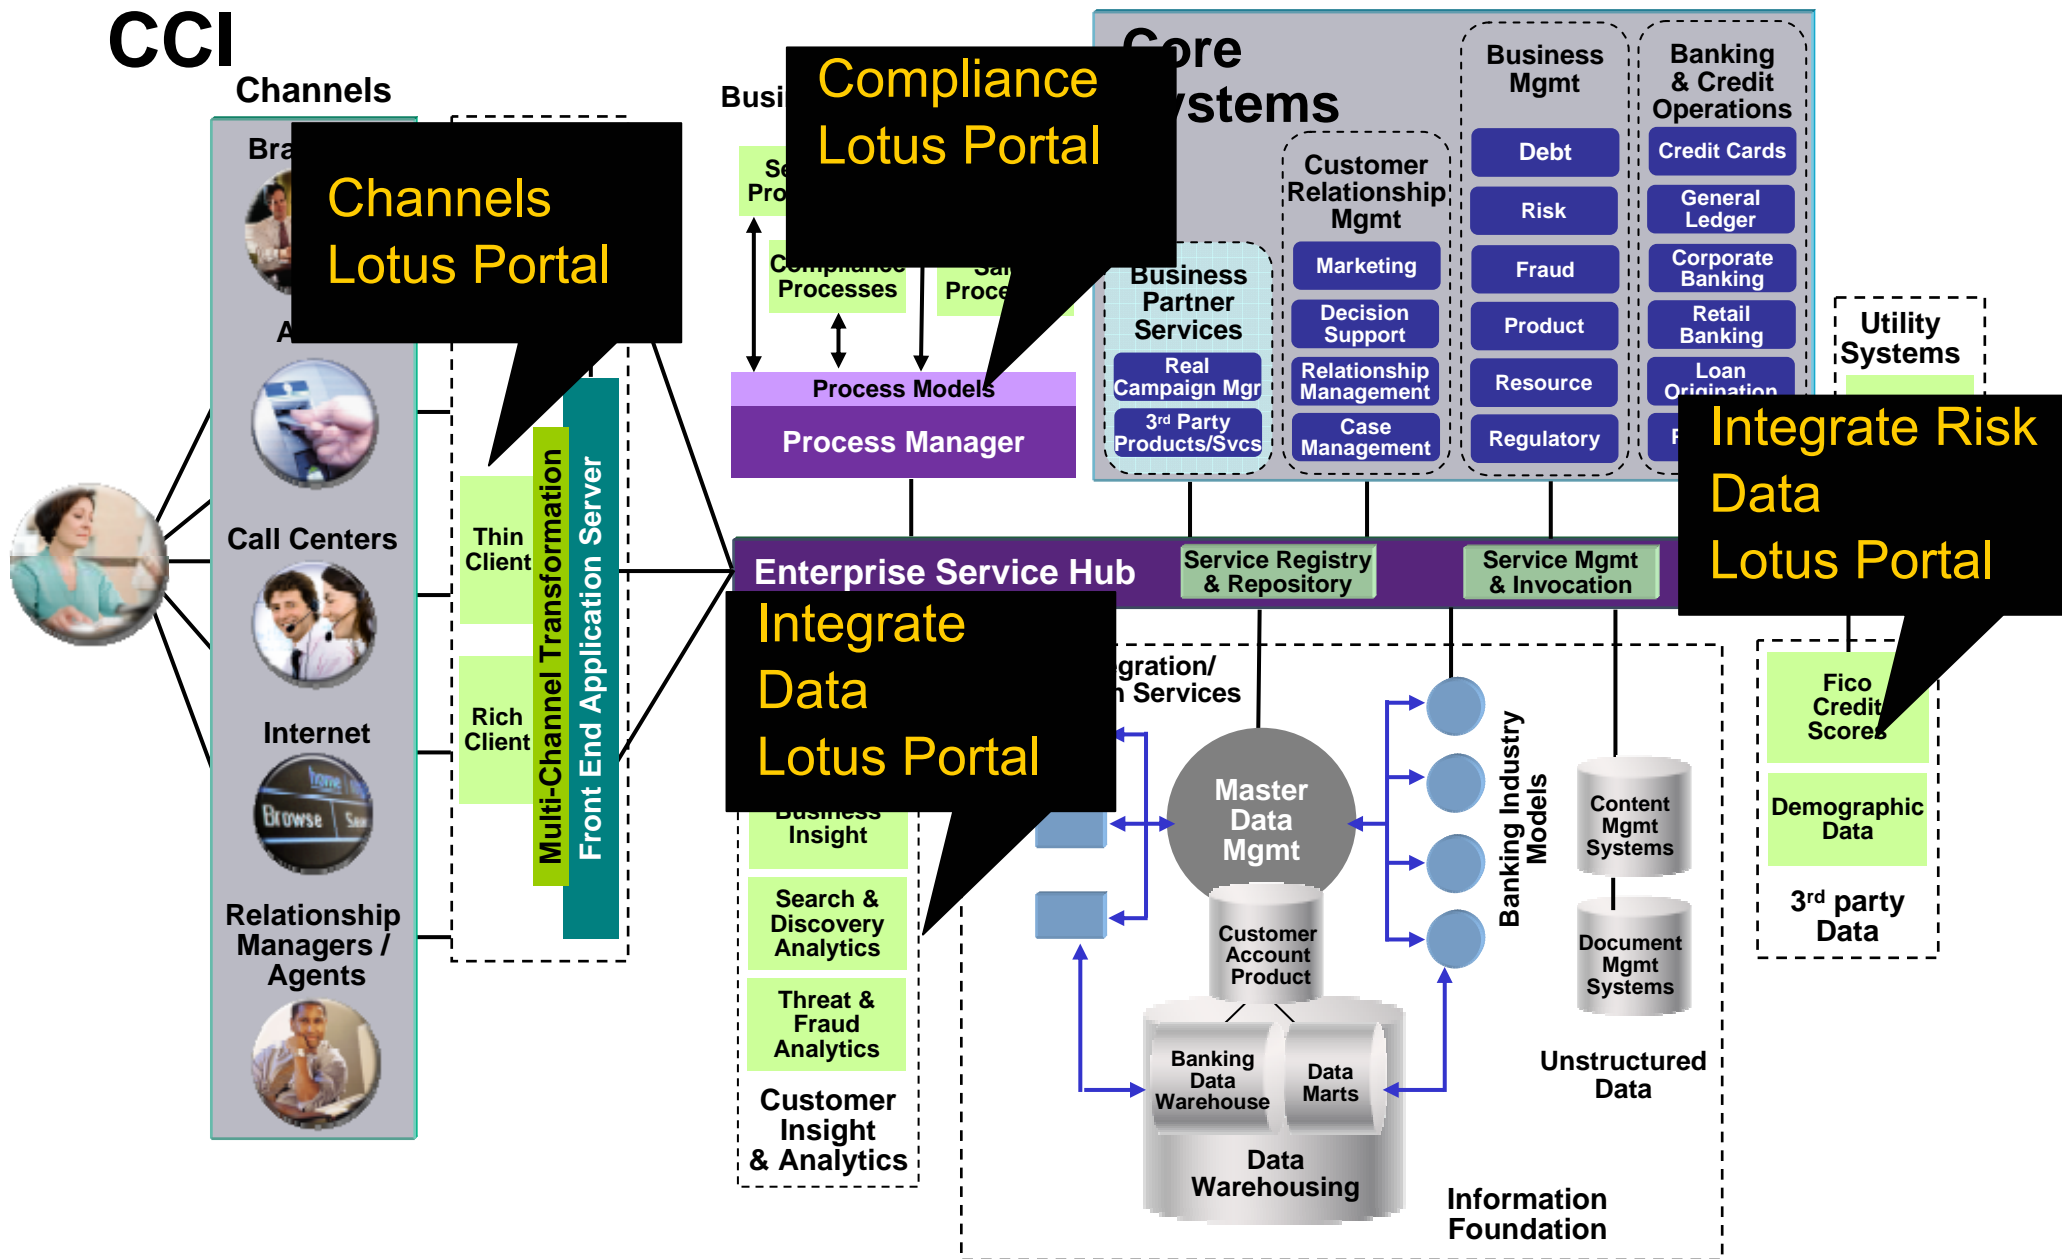 CCI
Channels
Call Centers
Internet
Browse
Relationship
Managers /
Agents
Channels
Lotus Portal
Thin
Client
Rich
Client
Multi-Channel Transformation
Front End Application Server
Compliance
Lotus Portal
Compliance
Processes
Process Models
Process Manager
Core
Systems
Business
Partner
Services
Real
Campaign Mgr
3rd Party
Products/Svcs
Customer
Relationship
Mgmt
Marketing
Decision
Support
Relationship
Management
Case
Management
Business
Mgmt
Debt
Risk
Fraud
Product
Resource
Regulatory
Banking
& Credit
Operations
Credit Cards
General
Ledger
Corporate
Banking
Retail
Banking
Loan
Origination
Utility
Systems
Integrate Risk
Data
Lotus Portal
Enterprise Service Hub
Service Registry
& Repository
Service Mgmt
& Invocation
Integrate
Data
Lotus Portal
Services
Business
Insight
Search &
Discovery
Analytics
Threat &
Fraud
Analytics
Customer
Insight
& Analytics
Master
Data
Mgmt
Customer
Account
Product
Banking
Data
Warehouse
Data
Marts
Data
Warehousing
Banking Industry
Models
Content
Mgmt
Systems
Document
Mgmt
Systems
Unstructured
Data
Information
Foundation
Fico
Credit
Scores
Demographic
Data
3rd party
Data